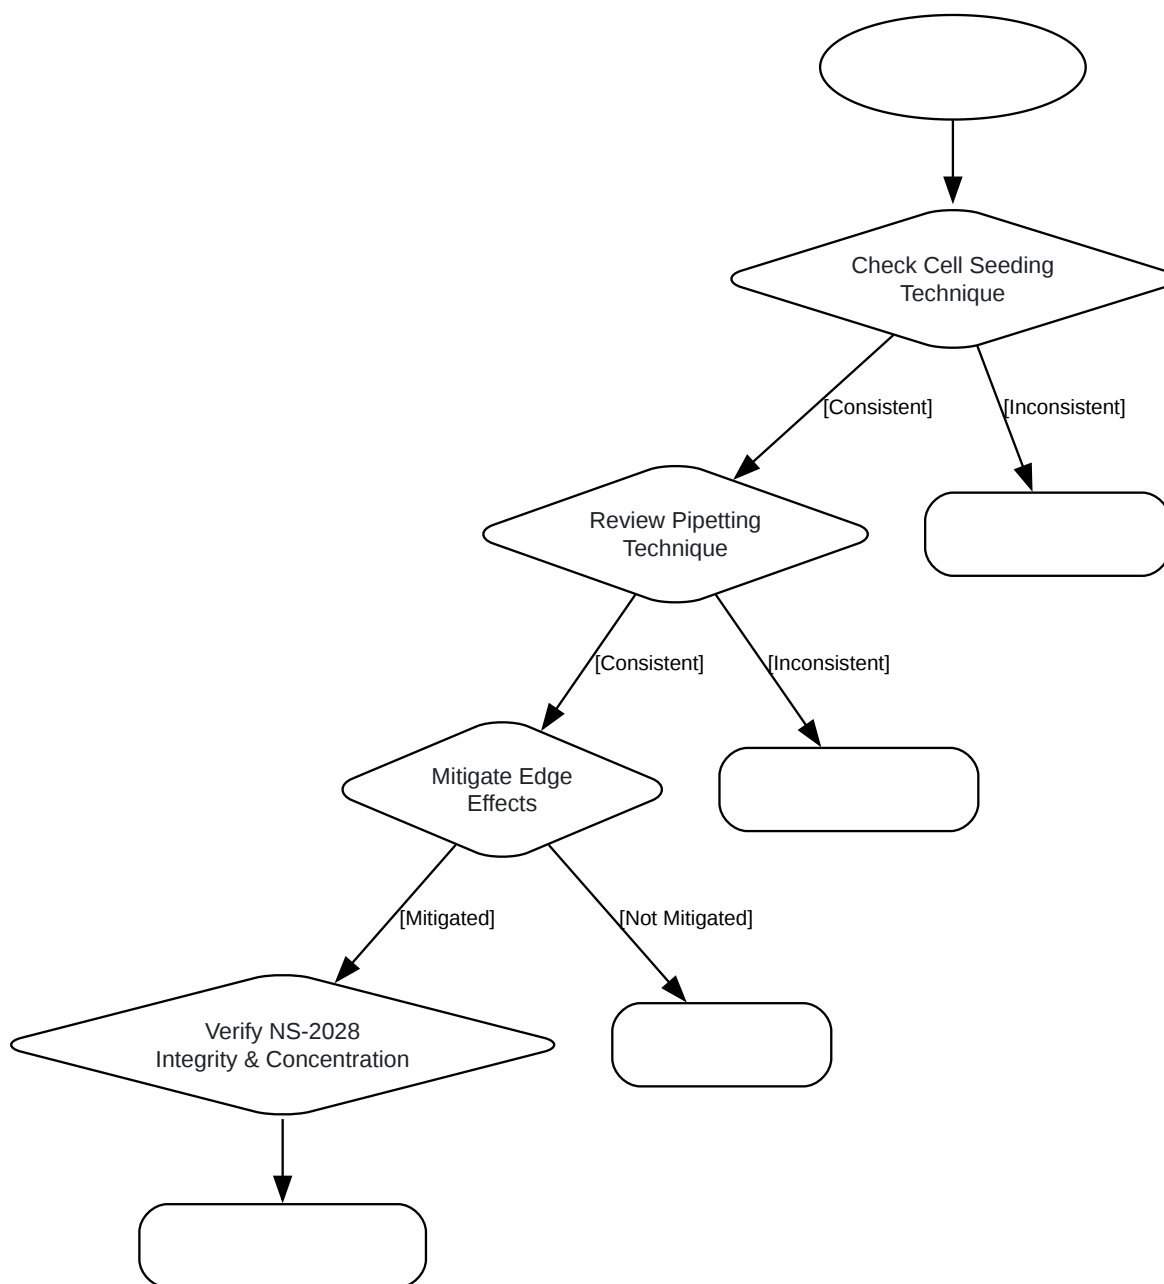 Check Cell Seeding
Technique
[Consistent]
[Inconsistent]
Review Pipetting
Technique
[Consistent]
[Inconsistent]
Mitigate Edge
Effects
[Mitigated]
[Not Mitigated]
Verify NS-2028
Integrity & Concentration